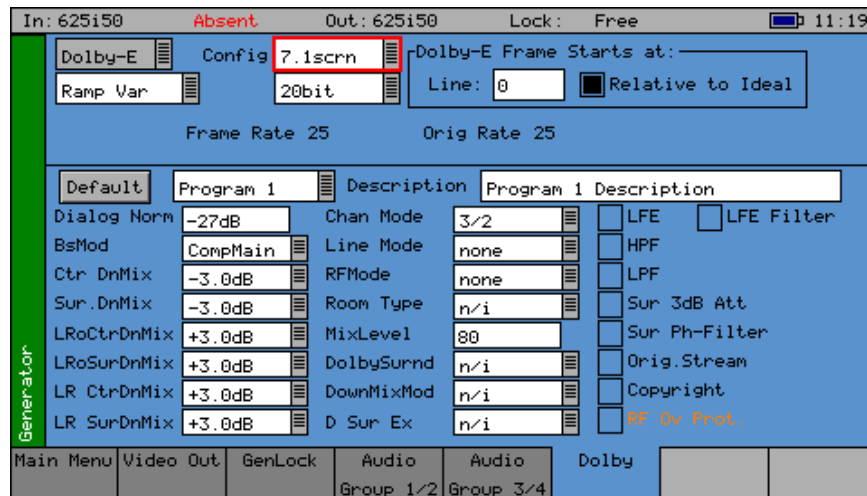 In: 625i50 Absent Out: 625i50 Lock: Free 11:19
Dolby-E Config 7.1scrn Dolby-E Frame Starts at:
Ramp Var 20bit Line: 0 Relative to Ideal
Frame Rate 25 Orig Rate 25
Default Program 1 Description Program 1 Description
Dialog Norm -27dB Chan Mode 3/2 LFE LFE Filter
BsMod CompMain Line Mode none HPF
Ctr DnMix -3.0dB RFMode none LPF
Sur.DnMix -3.0dB Room Type n/i Sur 3dB Att
LRoCtrDnMix +3.0dB MixLevel 80 Sur Ph-Filter
LRoSurDnMix +3.0dB DolbySurnd n/i Orig.Stream
LR CtrDnMix +3.0dB DownMixMod n/i Copyright
LR SurDnMix +3.0dB D Sur Ex n/i RF Ov Prot.
Generator
Main Menu Video Out GenLock Audio Audio Dolby
Group 1/2 Group 3/4